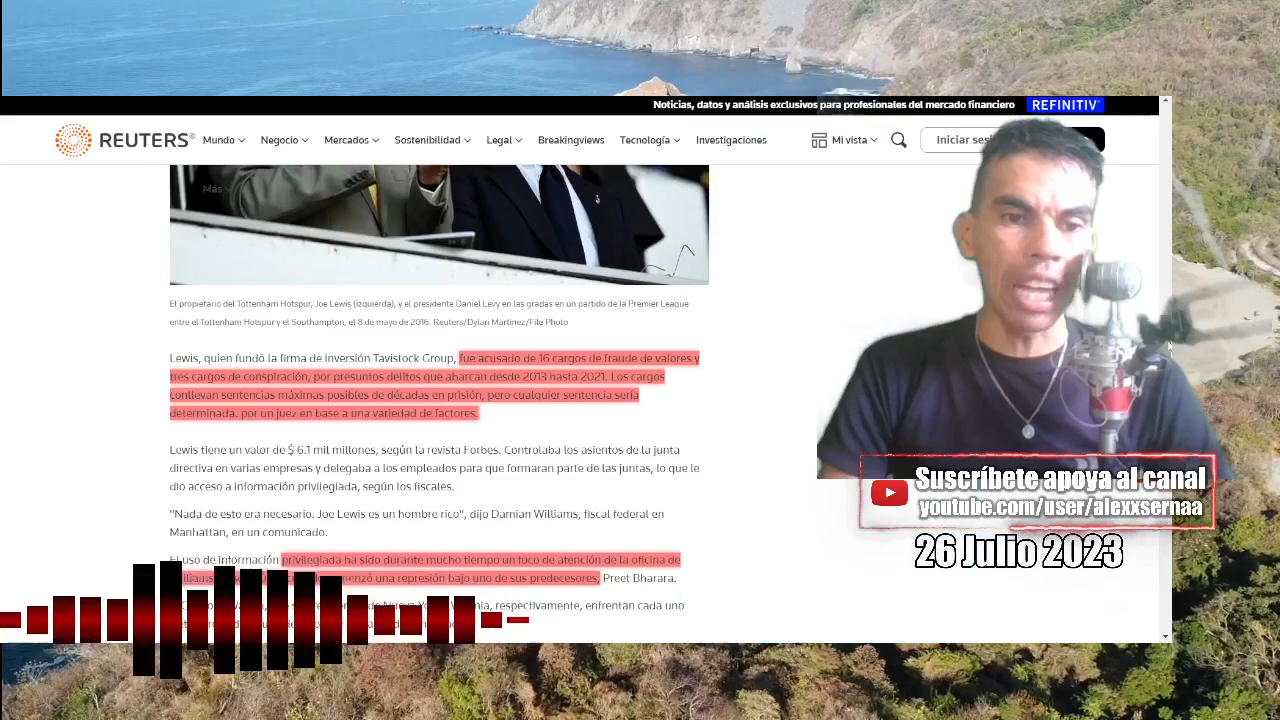 Noticias, datos y análisis exclusivos para profesionales del mercado financiero REFINITIV
REUTERS® Mundo Negocio Mercados Sostenibilidad Legal Breakingviews Tecnología Investigaciones Mi vista Iniciar
Más
El propietario del Tottenham Hotspur, Joe Lewis (izquierda), y el presidente Daniel Levy en las gradas en un partido de la Premier League
entre el Tottenham Hotspur y el Southampton, el 8 de mayo de 2016. Reuters/Dylan Martinez/File Photo
Lewis, quien fundó la firma de inversión Tavistock Group, fue acusado de 16 cargos de fraude de valores y
tres cargos de conspiración, por presuntos delitos que abarcan desde 2013 hasta 2021. Los cargos
conllevan sentencias máximas posibles de décadas en prisión, pero cualquier sentencia sería
determinada. por un juez en base a una variedad de factores.
Lewis tiene un valor de $ 6.1 mil millones, según la revista Forbes. Controlaba los asientos de la junta
directiva en varias empresas y delegaba a los empleados para que formaran parte de las juntas, lo que le
dio acceso a información privilegiada, según los fiscales.
"Nada de esto era necesario. Joe Lewis es un hombre rico", dijo Damian Williams, fiscal federal en
Manhattan, en un comunicado.
El uso de información privilegiada ha sido durante mucho tiempo un foco de atención de la oficina de
una represión bajo uno de sus predecesores, Preet Bharara.
respectivamente, enfrentan cada uno
Suscríbete apoya al canal
youtube.com/user/alexxsernaa
26 Julio 2023